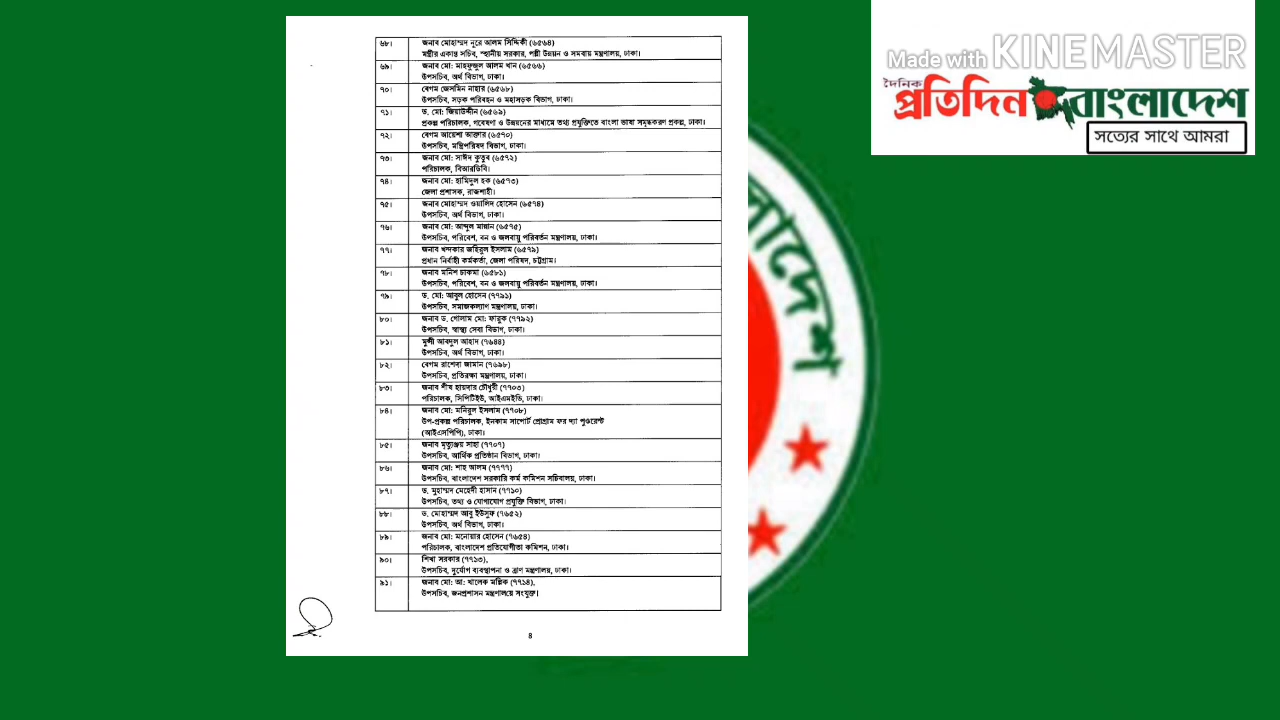 ৬৮। জনাব মোহাম্মদ নূরে আলম সিদ্দিকী (৬৫৬৪)
মন্ত্রীর একান্ত সচিব, স্থানীয় সরকার, পল্লী উন্নয়ন ও সমবায় মন্ত্রণালয়, ঢাকা।
৬৯। জনাব মো: মাহফুজুল আলম খান (৬৫৬৬)
উপসচিব, অর্থ বিভাগ, ঢাকা।
৭০। বেগম জেসমিন নাহার (৬৫৬৮)
উপসচিব, সড়ক পরিবহন ও মহাসড়ক বিভাগ, ঢাকা।
৭১। ড. মো: জিয়াউদ্দীন (৬৫৬৯)
প্রকল্প পরিচালক, গবেষণা ও উন্নয়নের মাধ্যমে তথ্য প্রযুক্তিতে বাংলা ভাষা সমৃদ্ধকরণ প্রকল্প, ঢাকা।
৭২। বেগম আয়েশা আক্তার (৬৫৭০)
উপসচিব, মন্ত্রিপরিষদ বিভাগ, ঢাকা।
৭৩। জনাব মো: সাঈদ কুতুব (৬৫৭২)
পরিচালক, বিআরডিবি।
৭৪। জনাব মো: হামিদুল হক (৬৫৭৩)
জেলা প্রশাসক, রাজশাহী।
৭৫। জনাব মোহাম্মদ ওয়ালিদ হোসেন (৬৫৭৪)
উপসচিব, অর্থ বিভাগ, ঢাকা।
৭৬। জনাব মো: আব্দুল মান্নান (৬৫৭৫)
উপসচিব, পরিবেশ, বন ও জলবায়ু পরিবর্তন মন্ত্রণালয়, ঢাকা।
৭৭। জনাব খন্দকার জহিরুল ইসলাম (৬৫৭৯)
প্রধান নির্বাহী কর্মকর্তা, জেলা পরিষদ, চট্টগ্রাম।
৭৮। জনাব মনিশ চাকমা (৬৫৮১)
উপসচিব, পরিবেশ, বন ও জলবায়ু পরিবর্তন মন্ত্রণালয়, ঢাকা।
৭৯। ড. মো: আবুল হোসেন (৭৭৯১)
উপসচিব, সমাজকল্যাণ মন্ত্রণালয়, ঢাকা।
৮০। জনাব ড. গোলাম মো: ফারুক (৭৭৯২)
উপসচিব, স্বাস্থ্য সেবা বিভাগ, ঢাকা।
৮১। মুন্সী আবদুল আহাদ (৭৬৪৪)
উপসচিব, অর্থ বিভাগ, ঢাকা।
৮২। বেগম রাশেদা জামান (৭৬৯৮)
উপসচিব, প্রতিরক্ষা মন্ত্রণালয়, ঢাকা।
৮৩। জনাব শীষ হায়দার চৌধুরী (৭৭০৩)
পরিচালক, সিপিটিইউ, আইএমইডি, ঢাকা।
৮৪। জনাব মো: মনিরুল ইসলাম (৭৭০৮)
উপ-প্রকল্প পরিচালক, ইনকাম সাপোর্ট প্রোগ্রাম ফর দ্যা পুওরেস্ট
(আইএসপিপি), ঢাকা।
৮৫। জনাব মৃত্যুঞ্জয় সাহা (৭৭০৭)
উপসচিব, আর্থিক প্রতিষ্ঠান বিভাগ, ঢাকা।
৮৬। জনাব মো: শাহ আলম (৭৭৭৭)
উপসচিব, বাংলাদেশ সরকারি কর্ম কমিশন সচিবালয়, ঢাকা।
৮৭। ড. মুহাম্মদ মেহেদী হাসান (৭৭১০)
উপসচিব, তথ্য ও যোগাযোগ প্রযুক্তি বিভাগ, ঢাকা।
৮৮। ড. মোহাম্মদ আবু ইউসুফ (৭৬৫২)
উপসচিব, অর্থ বিভাগ, ঢাকা।
৮৯। জনাব মো: মনোয়ার হোসেন (৭৬৫৪)
পরিচালক, বাংলাদেশ প্রতিযোগীতা কমিশন, ঢাকা।
৯০। শিখা সরকার (৭৭১৩),
উপসচিব, দুর্যোগ ব্যবস্থাপনা ও ত্রাণ মন্ত্রণালয়, ঢাকা।
৯১। জনাব মো: আ: খালেক মল্লিক (৭৭১৪),
উপসচিব, জনপ্রশাসন মন্ত্রণালয়ে সংযুক্ত।
৪
Made with KINEMASTER
দৈনিক
প্রতিদিন বাংলাদেশ
সত্যের সাথে আমরা
লাদেশ